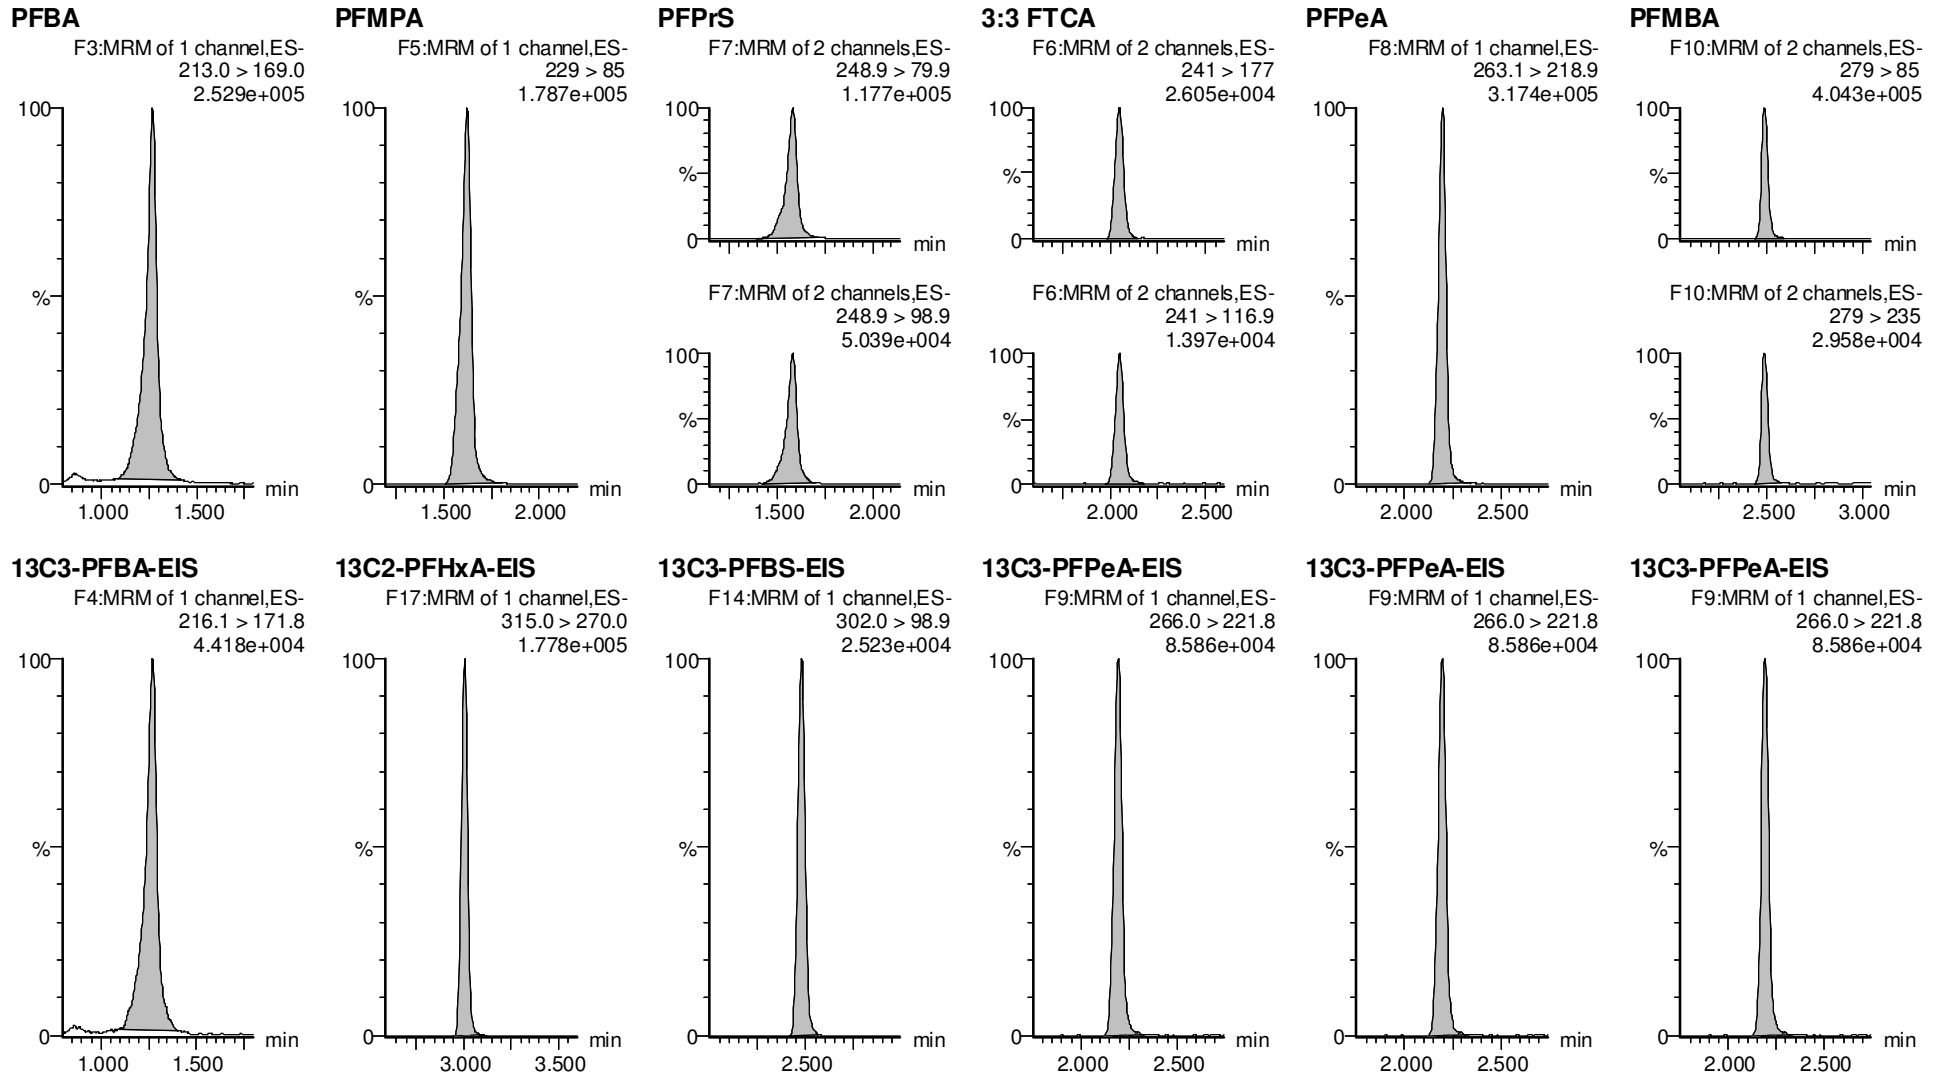 PFBA
F3:MRM of 1 channel,ES-
213.0 > 169.0
2.529e+005
100
%
0
min
1.000 1.500
PFMPA
F5:MRM of 1 channel,ES-
229 > 85
1.787e+005
100
%
0
min
1.500 2.000
PFPrS
F7:MRM of 2 channels,ES-
248.9 > 79.9
1.177e+005
100
%
0
min
F7:MRM of 2 channels,ES-
248.9 > 98.9
5.039e+004
100
%
0
min
1.500 2.000
3:3 FTCA
F6:MRM of 2 channels,ES-
241 > 177
2.605e+004
100
%
0
min
F6:MRM of 2 channels,ES-
241 > 116.9
1.397e+004
100
%
0
min
2.000 2.500
PFPeA
F8:MRM of 1 channel,ES-
263.1 > 218.9
3.174e+005
100
%
0
min
2.000 2.500
PFMBA
F10:MRM of 2 channels,ES-
279 > 85
4.043e+005
100
%
0
min
F10:MRM of 2 channels,ES-
279 > 235
2.958e+004
100
%
0
min
2.500 3.000
13C3-PFBA-EIS
F4:MRM of 1 channel,ES-
216.1 > 171.8
4.418e+004
100
%
0
min
1.000 1.500
13C2-PFHxA-EIS
F17:MRM of 1 channel,ES-
315.0 > 270.0
1.778e+005
100
%
0
min
3.000 3.500
13C3-PFBS-EIS
F14:MRM of 1 channel,ES-
302.0 > 98.9
2.523e+004
100
%
0
min
2.500
13C3-PFPeA-EIS
F9:MRM of 1 channel,ES-
266.0 > 221.8
8.586e+004
100
%
0
min
2.000 2.500
13C3-PFPeA-EIS
F9:MRM of 1 channel,ES-
266.0 > 221.8
8.586e+004
100
%
0
min
2.000 2.500
13C3-PFPeA-EIS
F9:MRM of 1 channel,ES-
266.0 > 221.8
8.586e+004
100
%
0
min
2.000 2.500